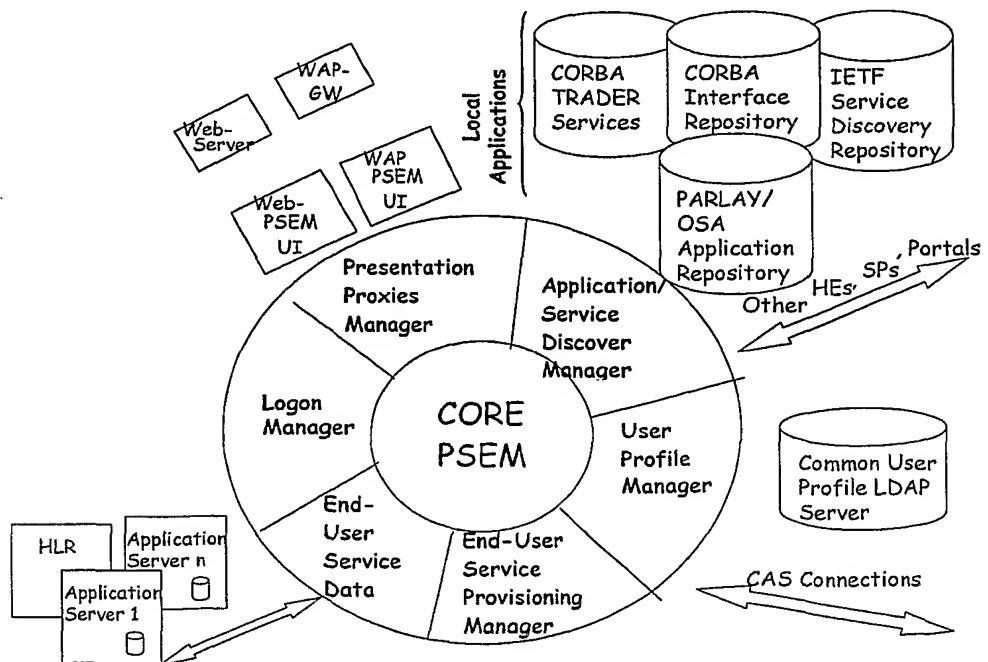 WAP-
GW
Web-
Server
WAP
PSEM
UI
Web-
PSEM
UI
Local
Applications
CORBA
TRADER
Services
CORBA
Interface
Repository
IETF
Service
Discovery
Repository
PARLAY/
OSA
Application
Repository
Other HEs, SPs, Portals
Presentation
Proxies
Manager
Application/
Service
Discover
Manager
Logon
Manager
CORE
PSEM
User
Profile
Manager
End-
User
Service
Data
End-User
Service
Provisioning
Manager
Common User
Profile LDAP
Server
CAS Connections
HLR
Application
Server n
Application
Server 1